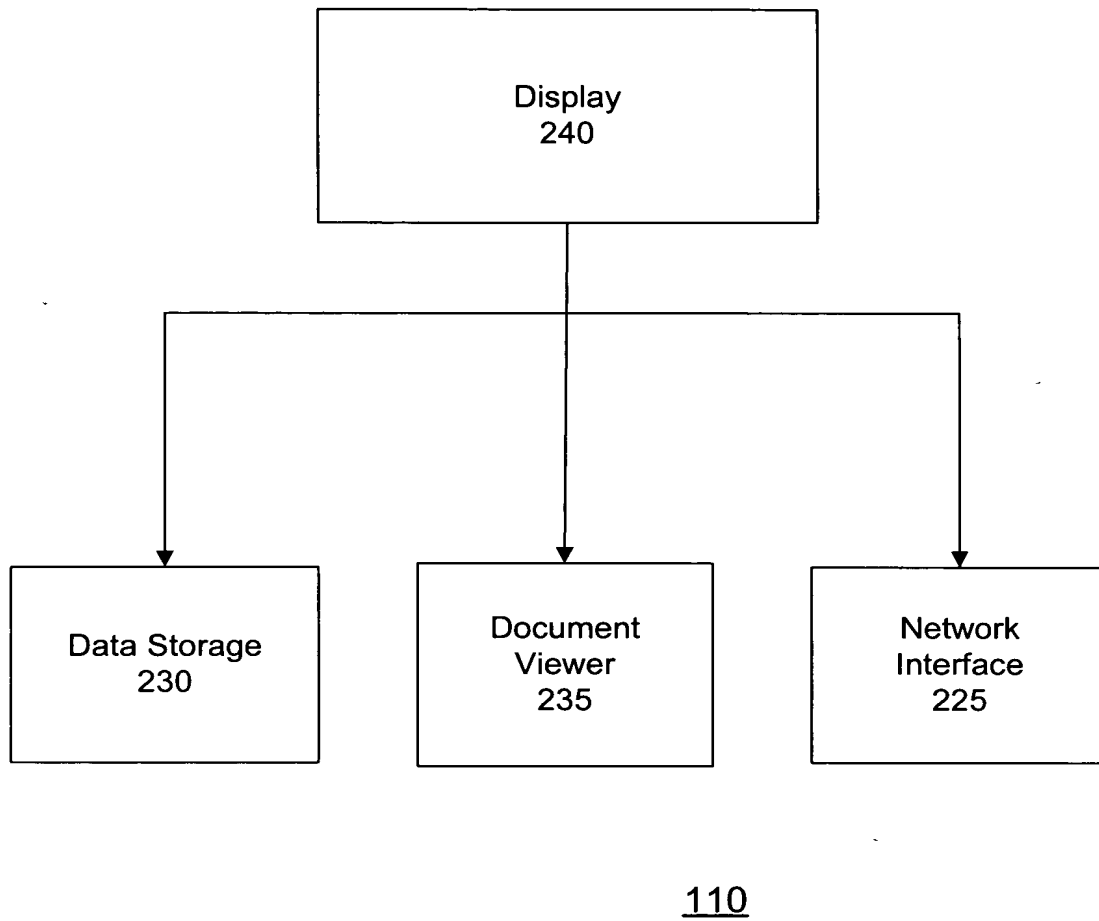 Display
240
Data Storage
230
Document
Viewer
235
Network
Interface
225
110